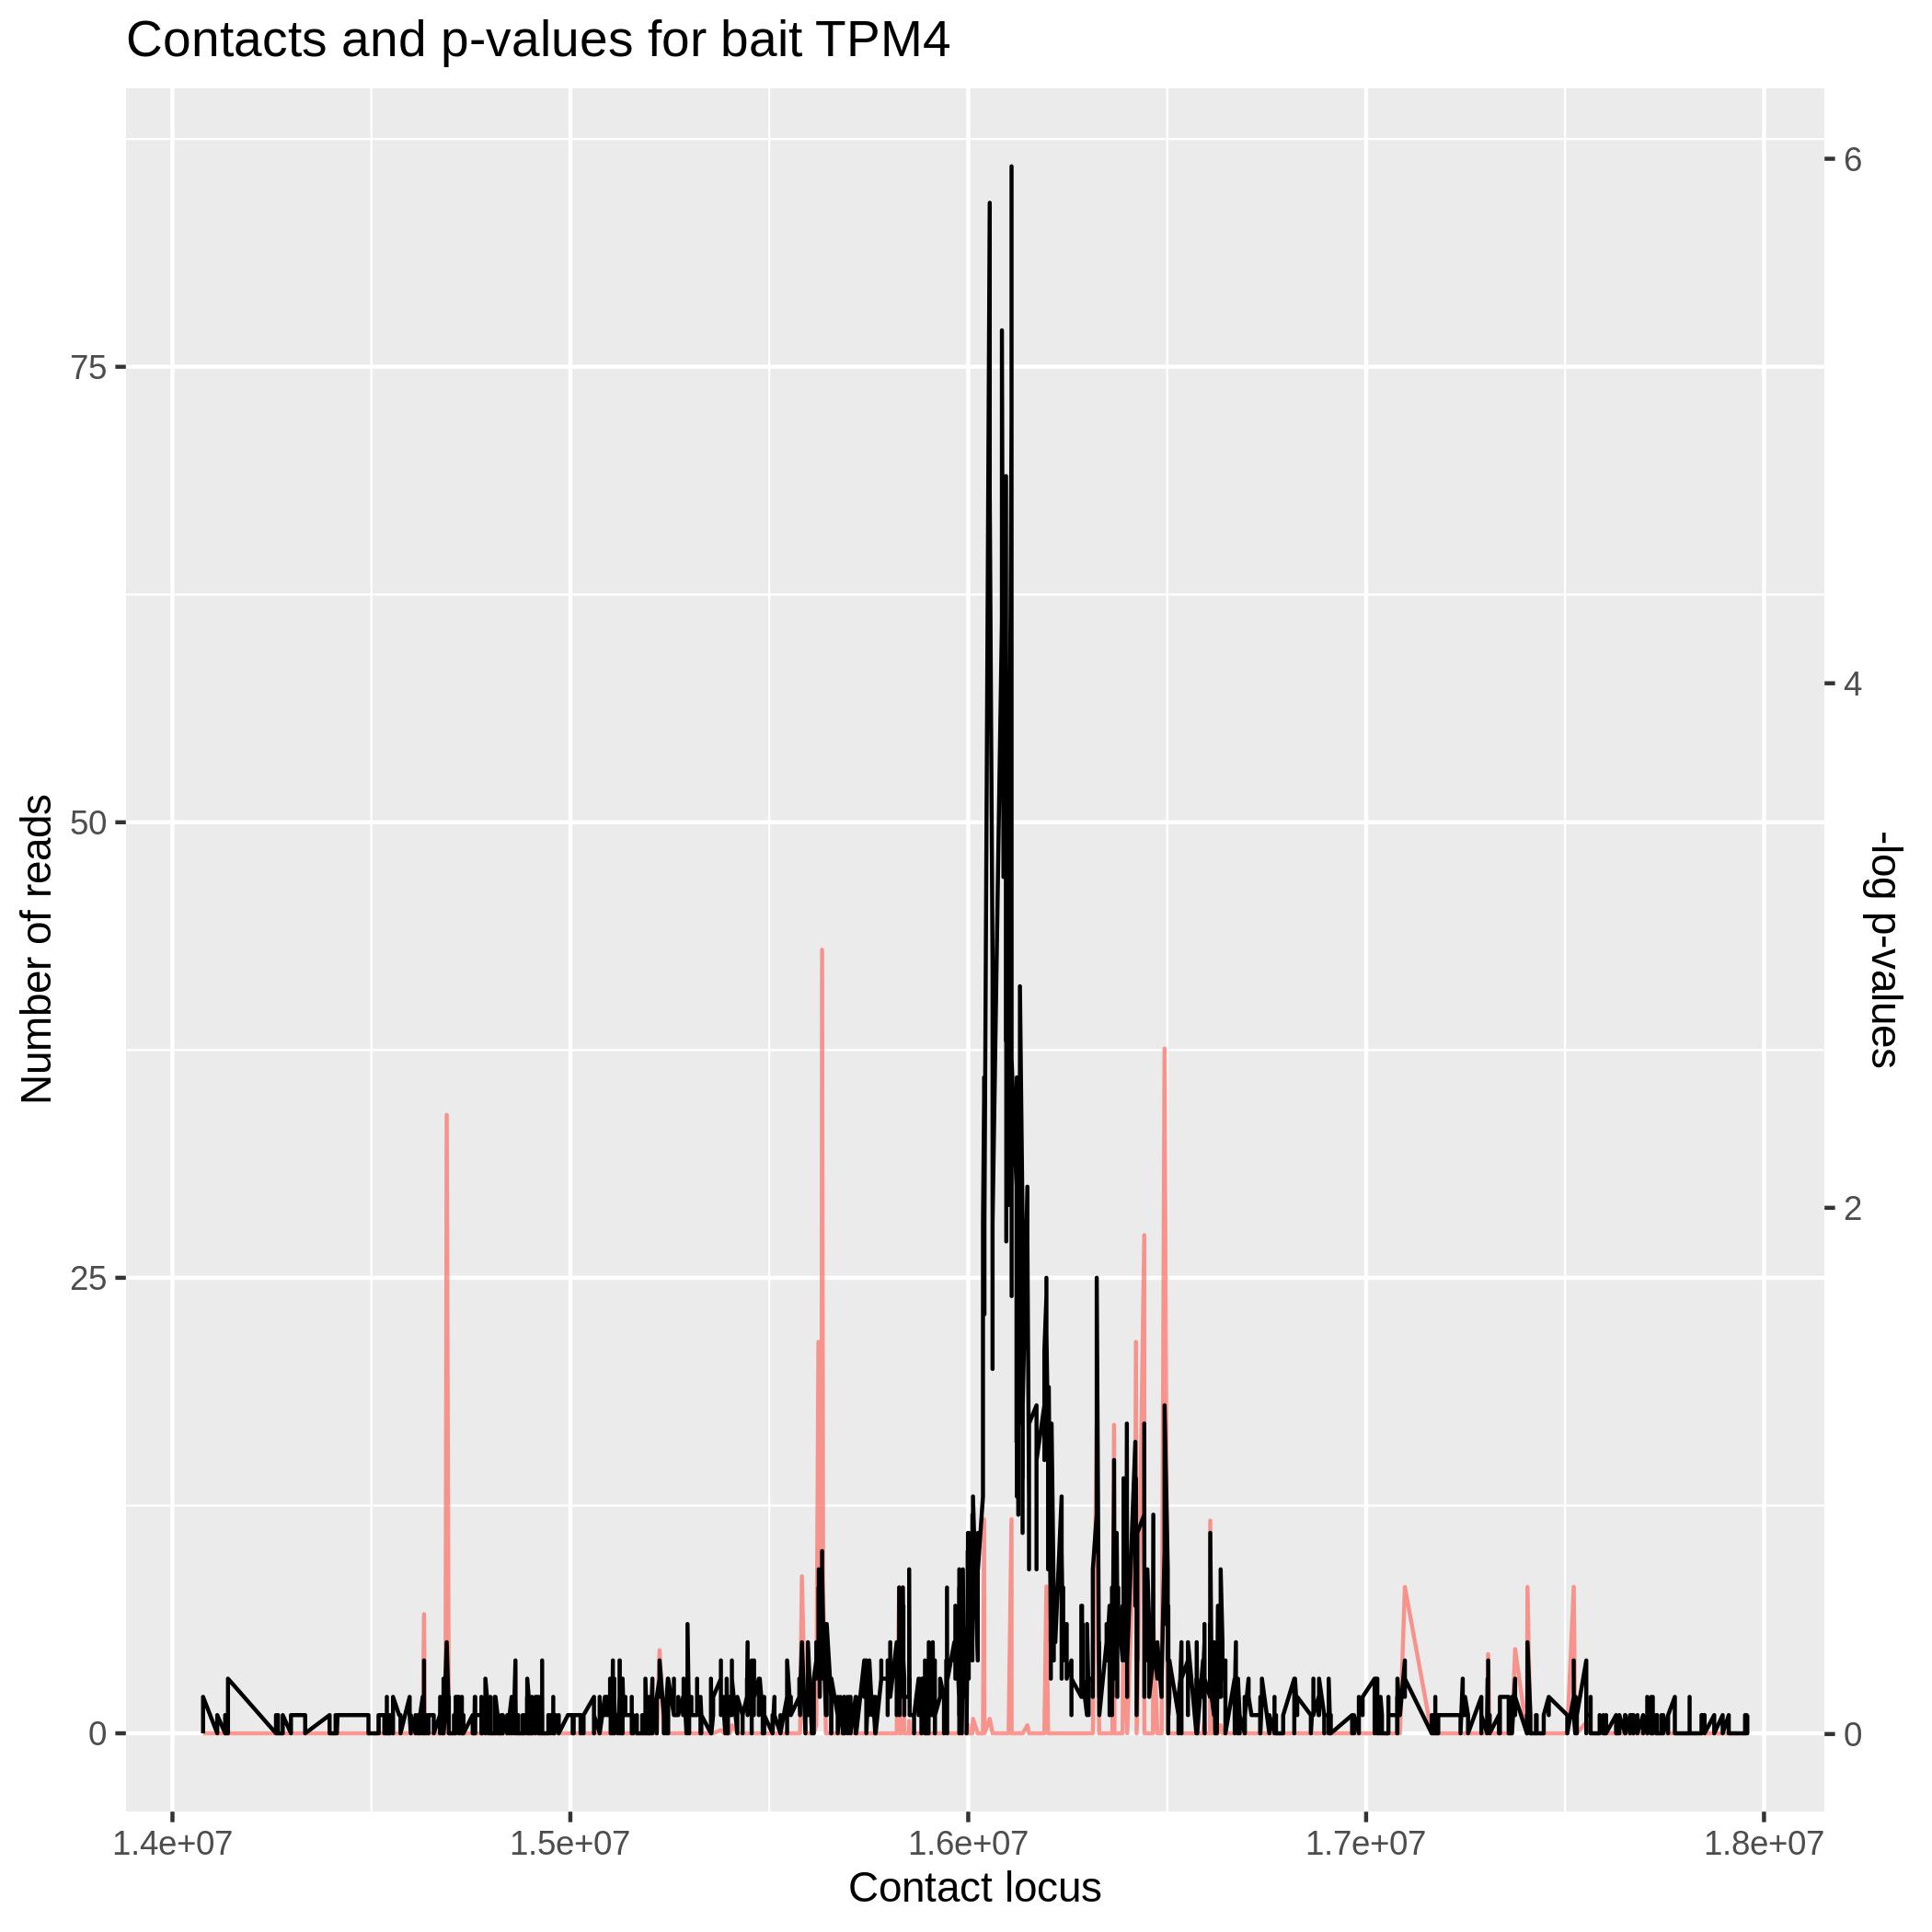 Contacts and p-values for bait TPM4
75
50
25
0
6
4
2
0
Number of reads
-log p-values
1.4e+07
1.5e+07
1.6e+07
1.7e+07
1.8e+07
Contact locus